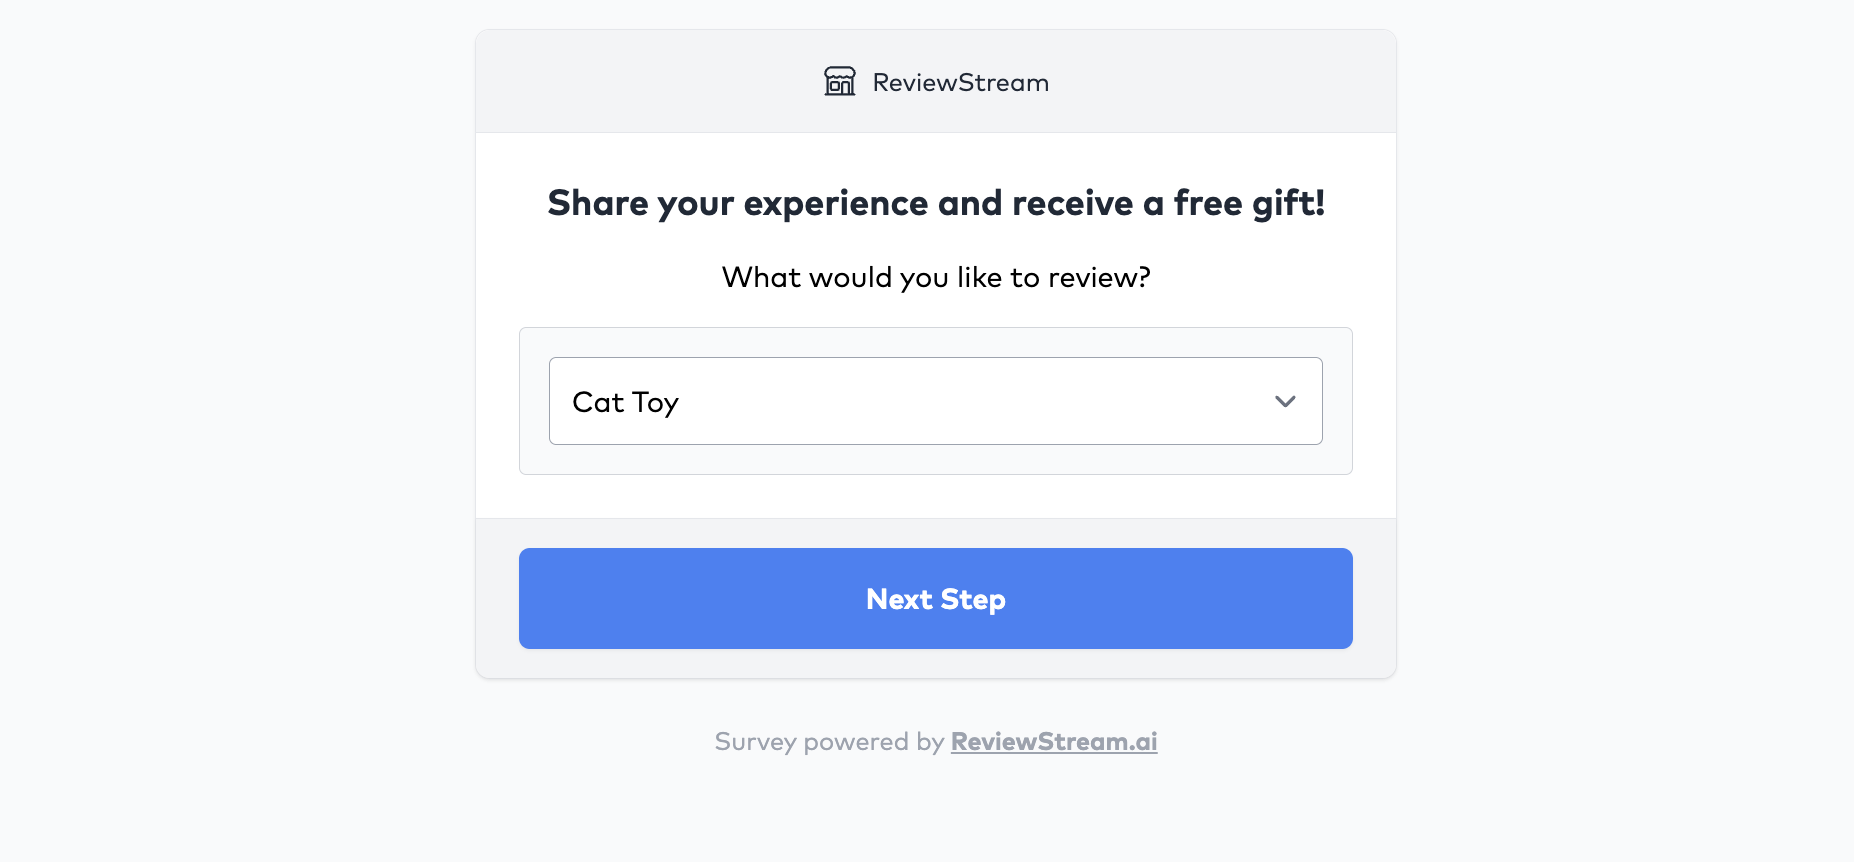 ReviewStream
Share your experience and receive a free gift!
What would you like to review?
Cat Toy
Next Step
Survey powered by ReviewStream.ai